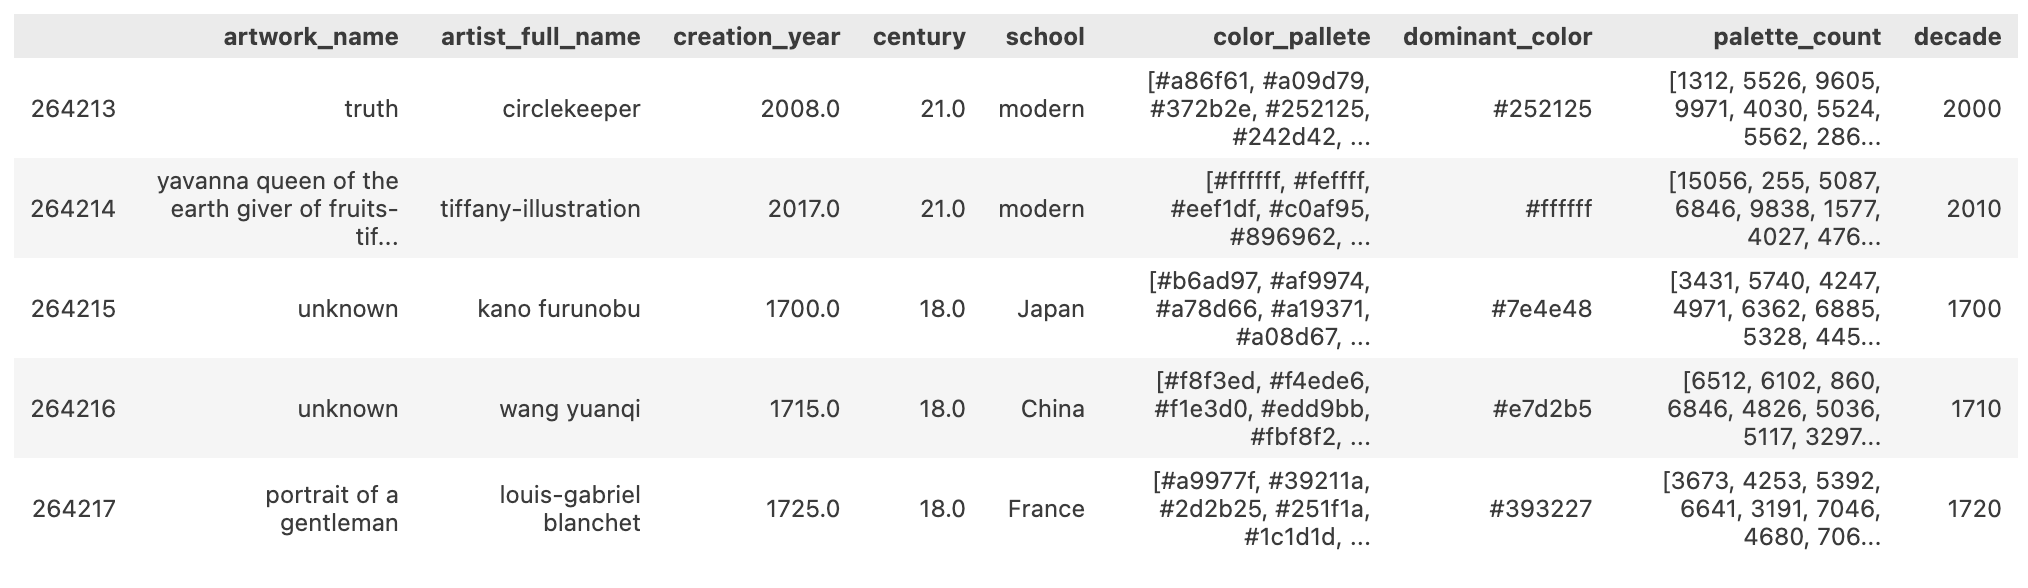 artwork_name artist_full_name creation_year century school color_pallete dominant_color palette_count decade
[#a86f61, #a09d79, [1312, 5526, 9605,
264213 truth circlekeeper 2008.0 21.0 modern #372b2e, #252125, #252125 9971, 4030, 5524, 2000
#242d42, ... 5562, 286...
yavanna queen of the [#ffffff, #feffff, [15056, 255, 5087,
264214 earth giver of fruits- tiffany-illustration 2017.0 21.0 modern #eef1df, #c0af95, #ffffff 6846, 9838, 1577, 2010
tif... #896962, ... 4027, 476...
[#b6ad97, #af9974, [3431, 5740, 4247,
264215 unknown kano furunobu 1700.0 18.0 Japan #a78d66, #a19371, #7e4e48 4971, 6362, 6885, 1700
#a08d67, ... 5328, 445...
[#f8f3ed, #f4ede6, [6512, 6102, 860,
264216 unknown wang yuanqi 1715.0 18.0 China #f1e3d0, #edd9bb, #e7d2b5 6846, 4826, 5036, 1710
#fbf8f2, ... 5117, 3297...
portrait of a louis-gabriel [#a9977f, #39211a, [3673, 4253, 5392,
264217 gentleman blanchet 1725.0 18.0 France #2d2b25, #251f1a, #393227 6641, 3191, 7046, 1720
#1c1d1d, ... 4680, 706...